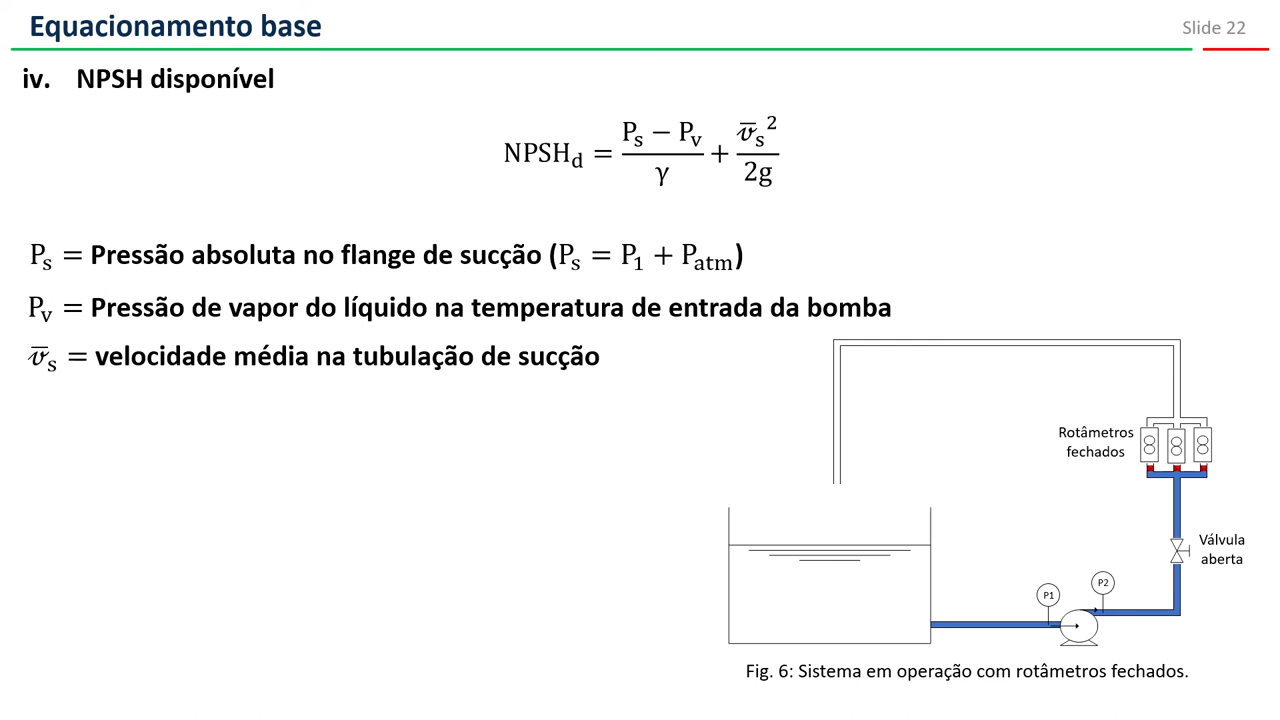 Equacionamento base
Slide 22
iv. NPSH disponível
NPSH_d = (P_s − P_v)/γ + v̅_s²/2g
P_s = Pressão absoluta no flange de sucção (P_s = P_1 + P_atm)
P_v = Pressão de vapor do líquido na temperatura de entrada da bomba
v̅_s = velocidade média na tubulação de sucção
Rotâmetros
fechados
Válvula
aberta
P2
P1
Fig. 6: Sistema em operação com rotâmetros fechados.